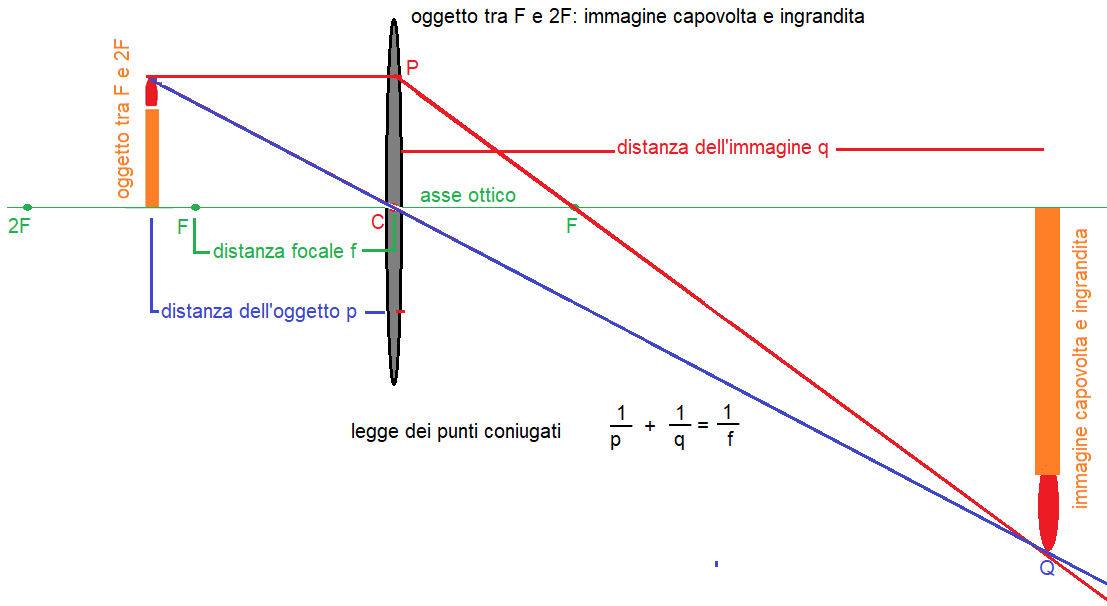 oggetto tra F e 2F: immagine capovolta e ingrandita
oggetto tra F e 2F
P
distanza dell'immagine q
asse ottico
2F
F
C
F
distanza focale f
distanza dell'oggetto p
immagine capovolta e ingrandita
legge dei punti coniugati 1/p + 1/q = 1/f
Q